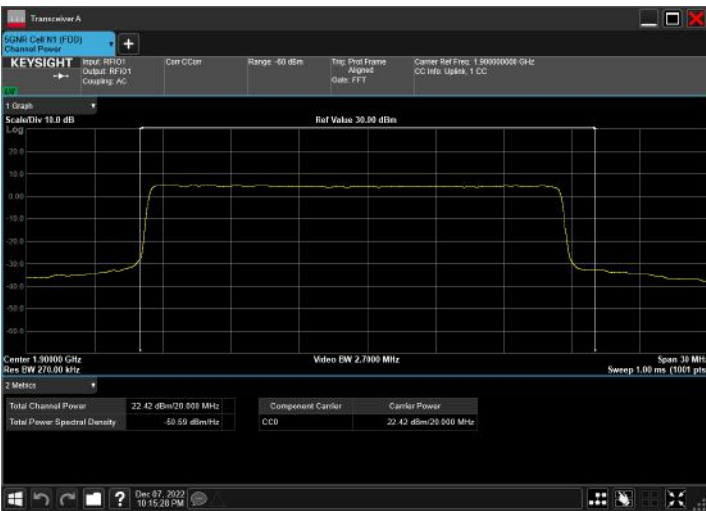 Transceiver A
5GNR Cell N1 (FDD)
Channel Power
KEYSIGHT
Input: RFIO1
Output: RFIO1
Coupling: AC
Corr CCorr
Range: -60 dBm
Trig: Prot Frame
Aligned
Gate: FFT
Carrier Ref Freq: 1.900000000 GHz
CC Info: Uplink, 1 CC
1 Graph
Scale/Div 10.0 dB
Ref Value 30.00 dBm
Log
20.0
10.0
0.00
-10.0
-20.0
-30.0
-40.0
-50.0
-60.0
Center 1.90000 GHz
Video BW 2.7000 MHz
Span 30 MHz
Res BW 270.00 kHz
Sweep 1.00 ms (1001 pts
2 Metrics
Total Channel Power 22.42 dBm/20.000 MHz
Total Power Spectral Density -50.59 dBm/Hz
Component Carrier Carrier Power
CC0 22.42 dBm/20.000 MHz
?
Dec 07, 2022
10:15:28 PM